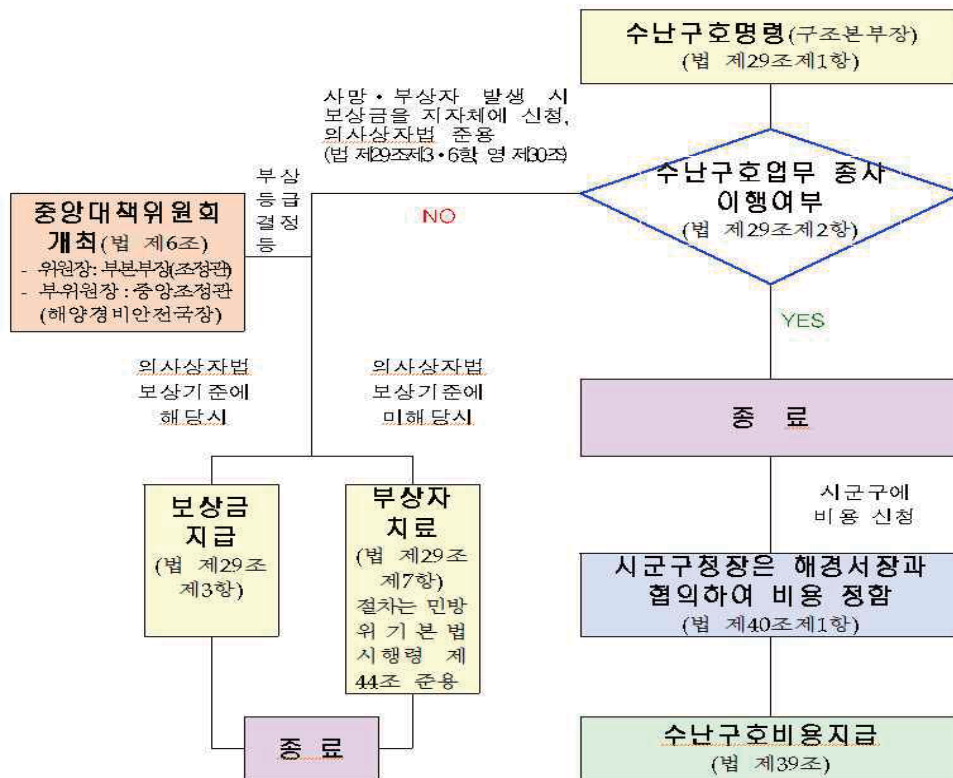 수난구호명령(구조본부장)
(법 제29조제1항)
사망・부상자 발생 시
보상금을 지자체에 신청,
의사상자법 준용
(법 제29조제3・6항, 영 제30조)
수난구호업무 종사
이행여부
(법 제29조제2항)
NO
YES
부상
등급
결정
등
중앙대책위원회
개최(법 제6조)
- 위원장: 부본부장(조정관)
- 부위원장 : 중앙조정관
(해양경비안전국장)
의사상자법
보상기준에
해당시
의사상자법
보상기준에
미해당시
종 료
시군구에
비용 신청
보상금
지급
(법 제29조
제3항)
부상자
치료
(법 제29조
제7항)
절차는 민방
위기본법
시행령 제
44조 준용
시군구청장은 해경서장과
협의하여 비용 정함
(법 제40조제1항)
종 료
수난구호비용지급
(법 제39조)